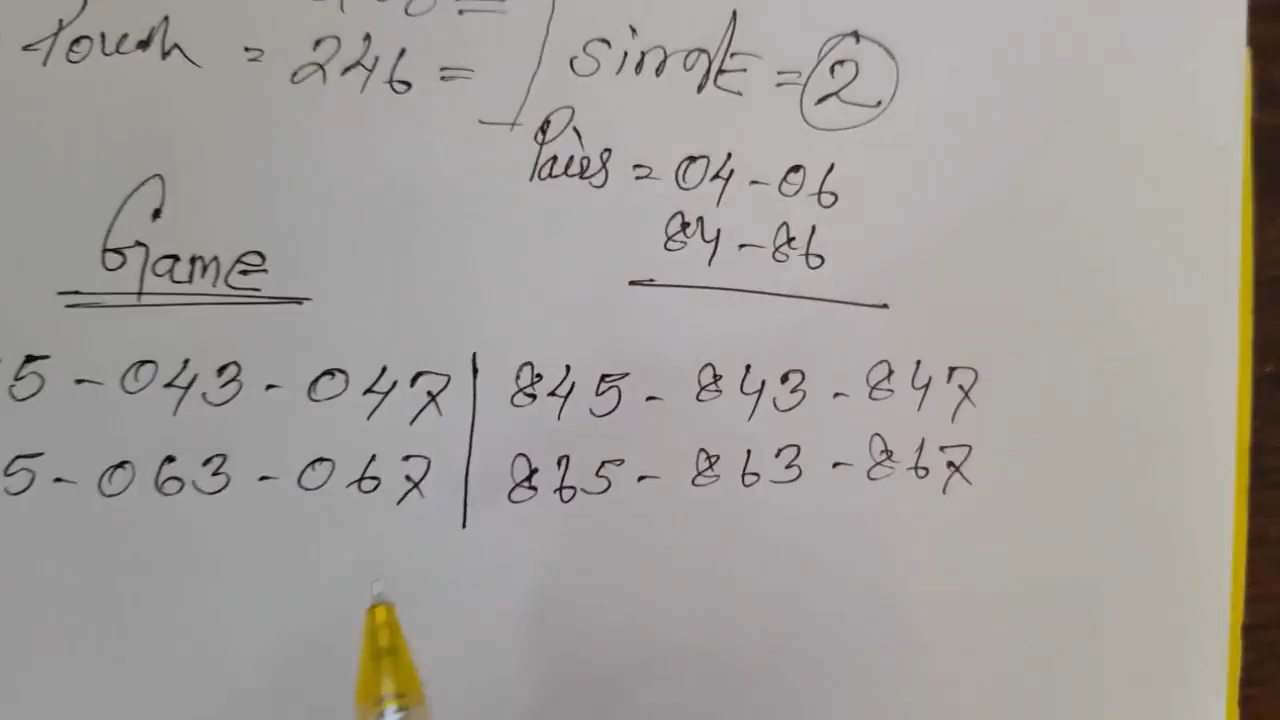 Touch = 246 =
Single = 2
Paies = 04-06
84-86
Game
5-043-047 | 845-843-847
5-063-067 | 865-863-867